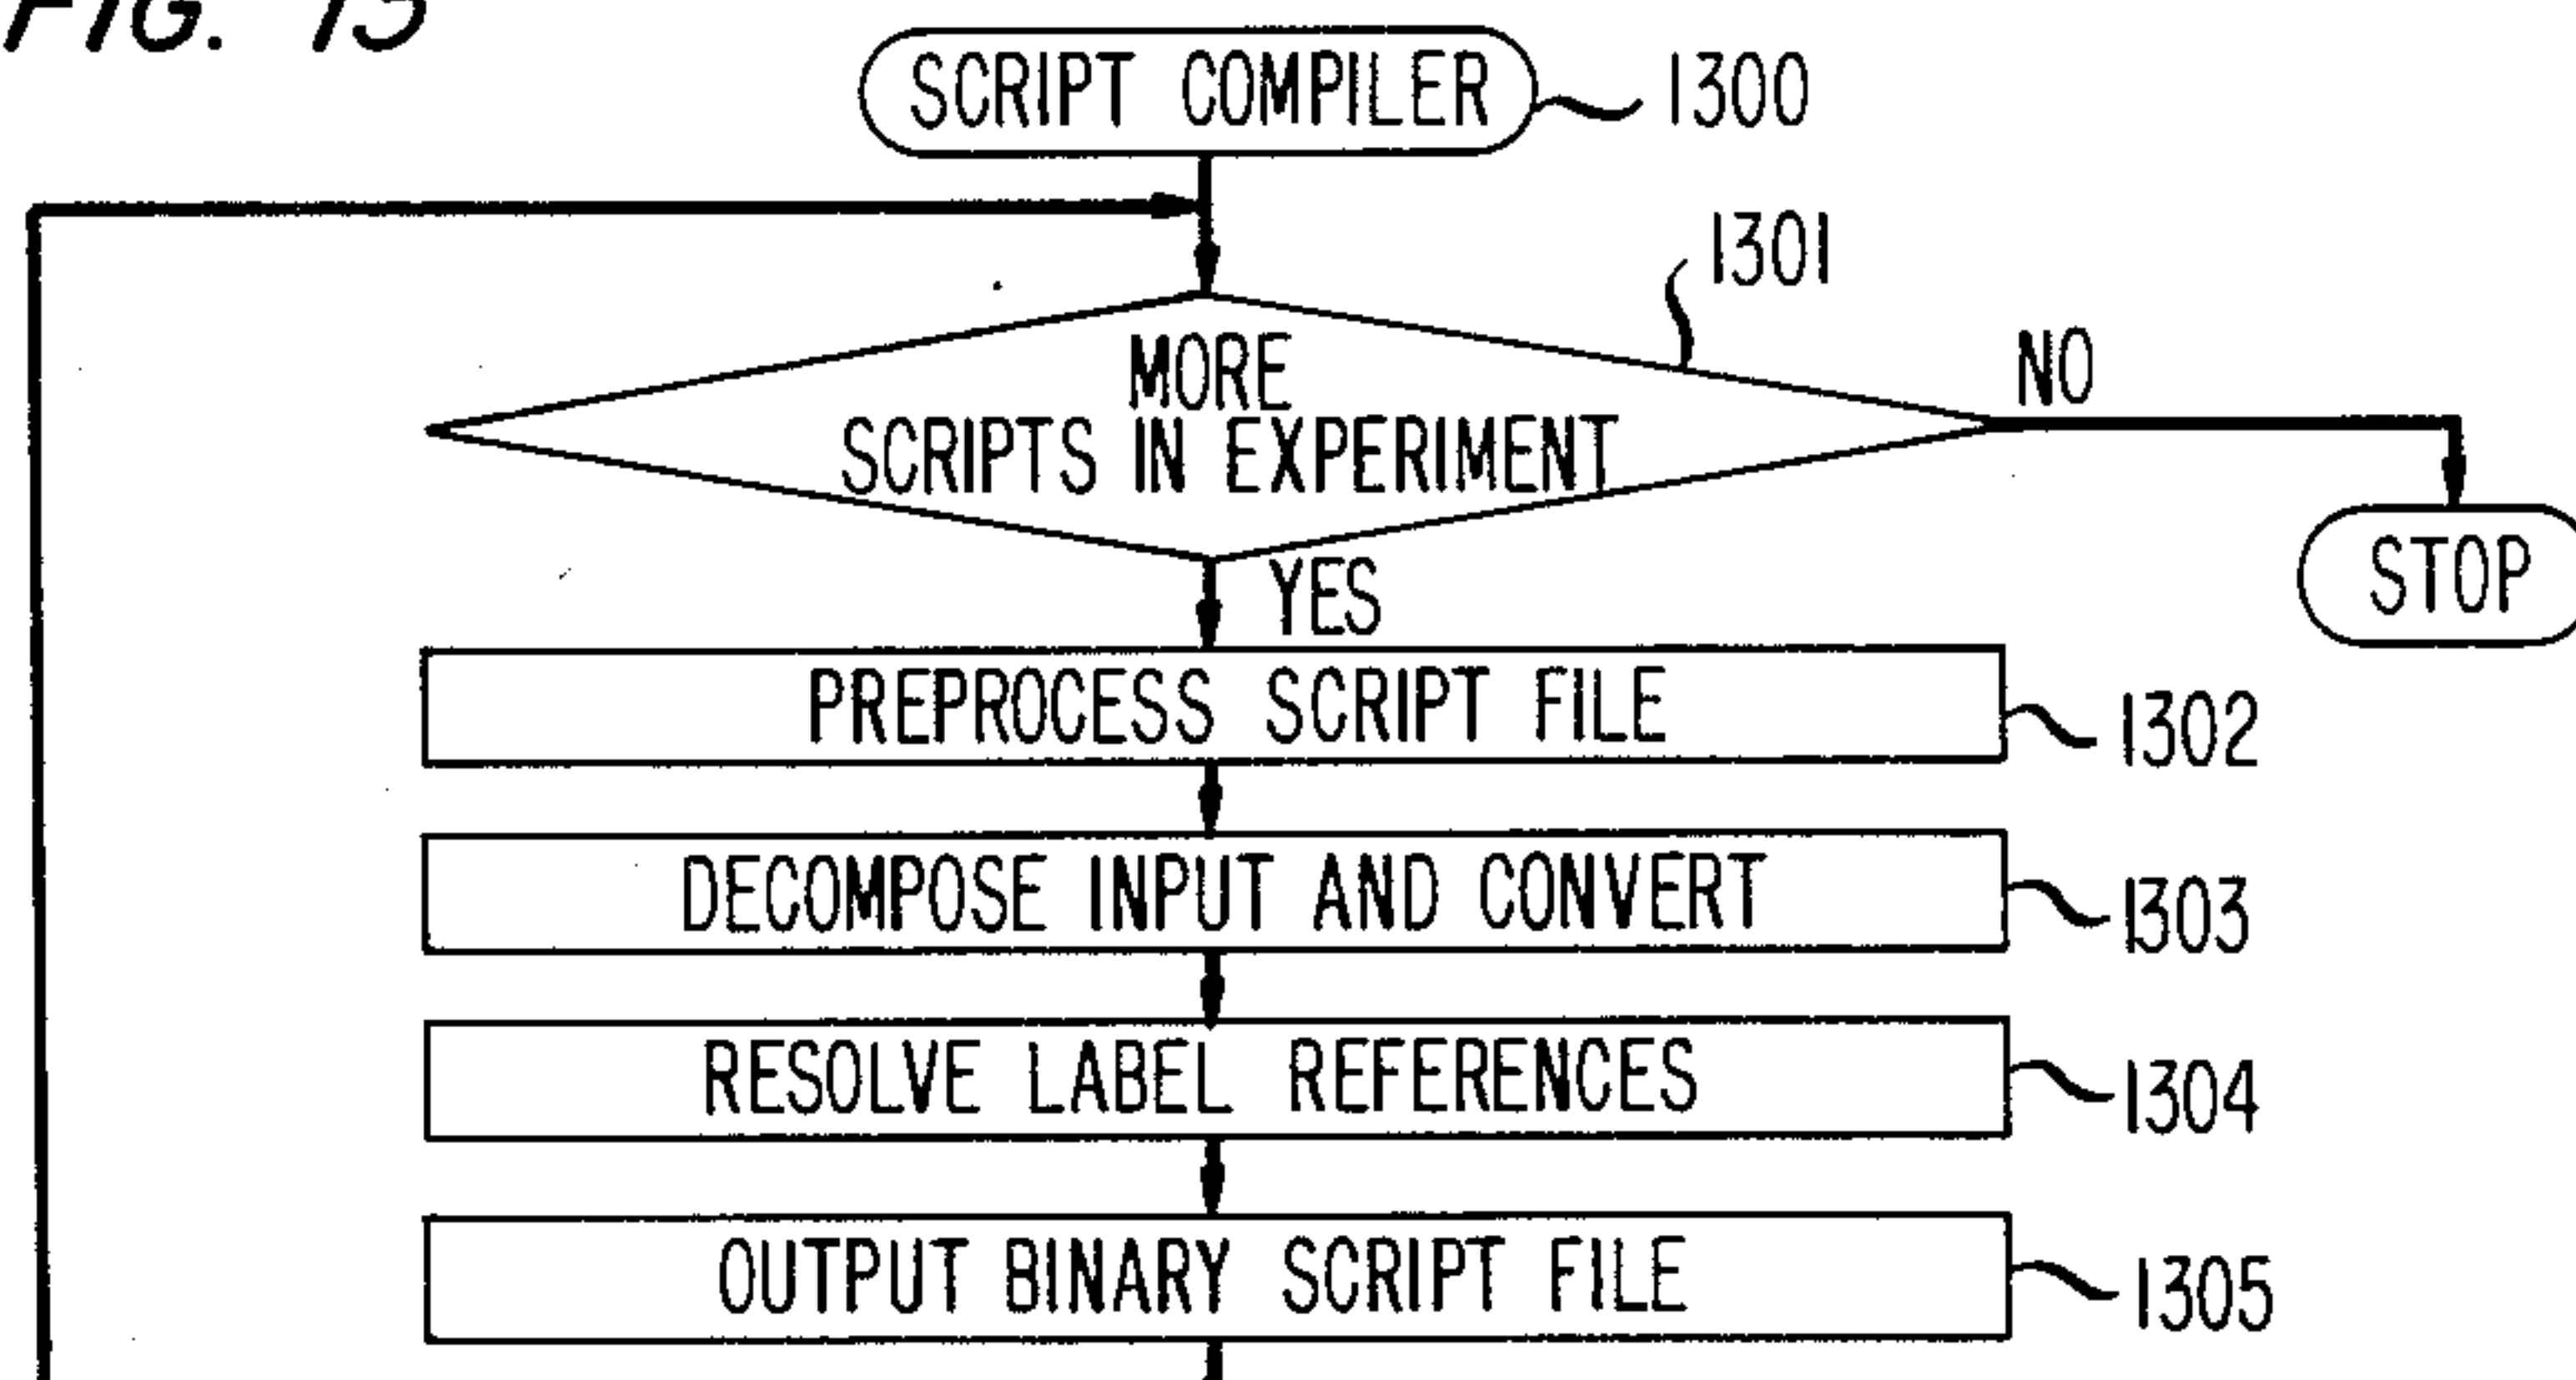 FIG. 13
SCRIPT COMPILER
1300
1301
MORE
SCRIPTS IN EXPERIMENT
NO
STOP
YES
PREPROCESS SCRIPT FILE
1302
DECOMPOSE INPUT AND CONVERT
1303
RESOLVE LABEL REFERENCES
1304
OUTPUT BINARY SCRIPT FILE
1305